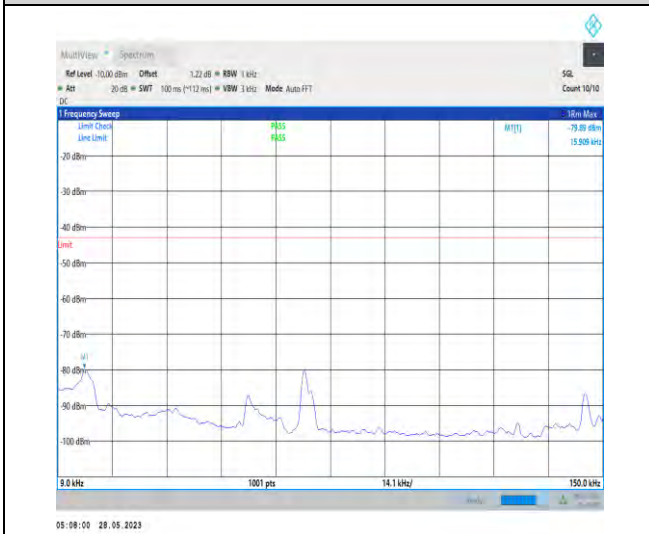 MultiView Spectrum
Ref Level -10.00 dBm Offset 1.22 dB RBW 1 kHz SGL
Att 20 dB SWT 100 ms (~112 ms) VBW 3 kHz Mode Auto FFT Count 10/10
DC
1 Frequency Sweep 1Rm Max
Limit Check PASS M1[1] -79.89 dBm
Line Limit PASS 15.909 kHz
-20 dBm
-30 dBm
-40 dBm
Limit
-50 dBm
-60 dBm
-70 dBm
M1
-80 dBm
-90 dBm
-100 dBm
9.0 kHz 1001 pts 14.1 kHz/ 150.0 kHz
Ready
05:08:00 28.05.2023